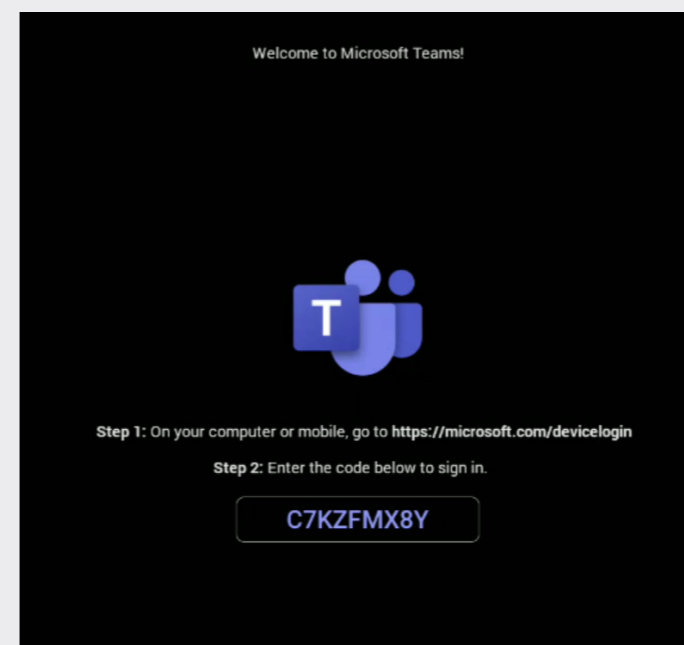 Welcome to Microsoft Teams!
T
Step 1: On your computer or mobile, go to https://microsoft.com/devicelogin
Step 2: Enter the code below to sign in.
C7KZFMX8Y